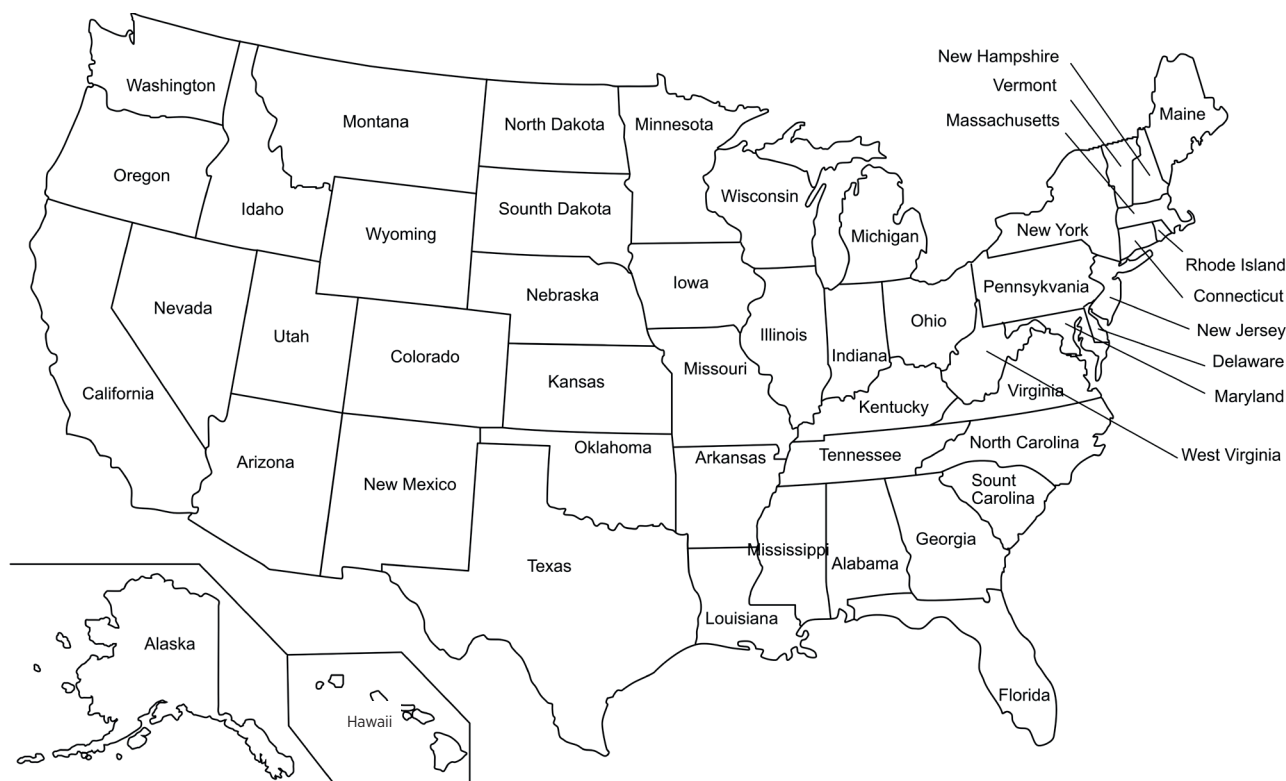 New Hampshire
Vermont
Massachusetts
Maine
Washington
Montana
North Dakota
Minnesota
Oregon
Idaho
Wyoming
Sounth Dakota
Wisconsin
Michigan
New York
Rhode Island
Connecticut
New Jersey
Delaware
Maryland
West Virginia
Nevada
Utah
Colorado
Nebraska
Iowa
Illinois
Indiana
Ohio
Pennsykvania
California
Kansas
Missouri
Kentucky
Virginia
Arizona
New Mexico
Oklahoma
Arkansas
Tennessee
North Carolina
Sount
Carolina
Texas
Mississippi
Alabama
Georgia
Louisiana
Florida
Alaska
Hawaii